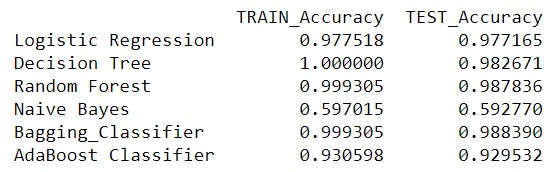 TRAIN_Accuracy TEST_Accuracy
Logistic Regression 0.977518 0.977165
Decision Tree 1.000000 0.982671
Random Forest 0.999305 0.987836
Naive Bayes 0.597015 0.592770
Bagging_Classifier 0.999305 0.988390
AdaBoost Classifier 0.930598 0.929532